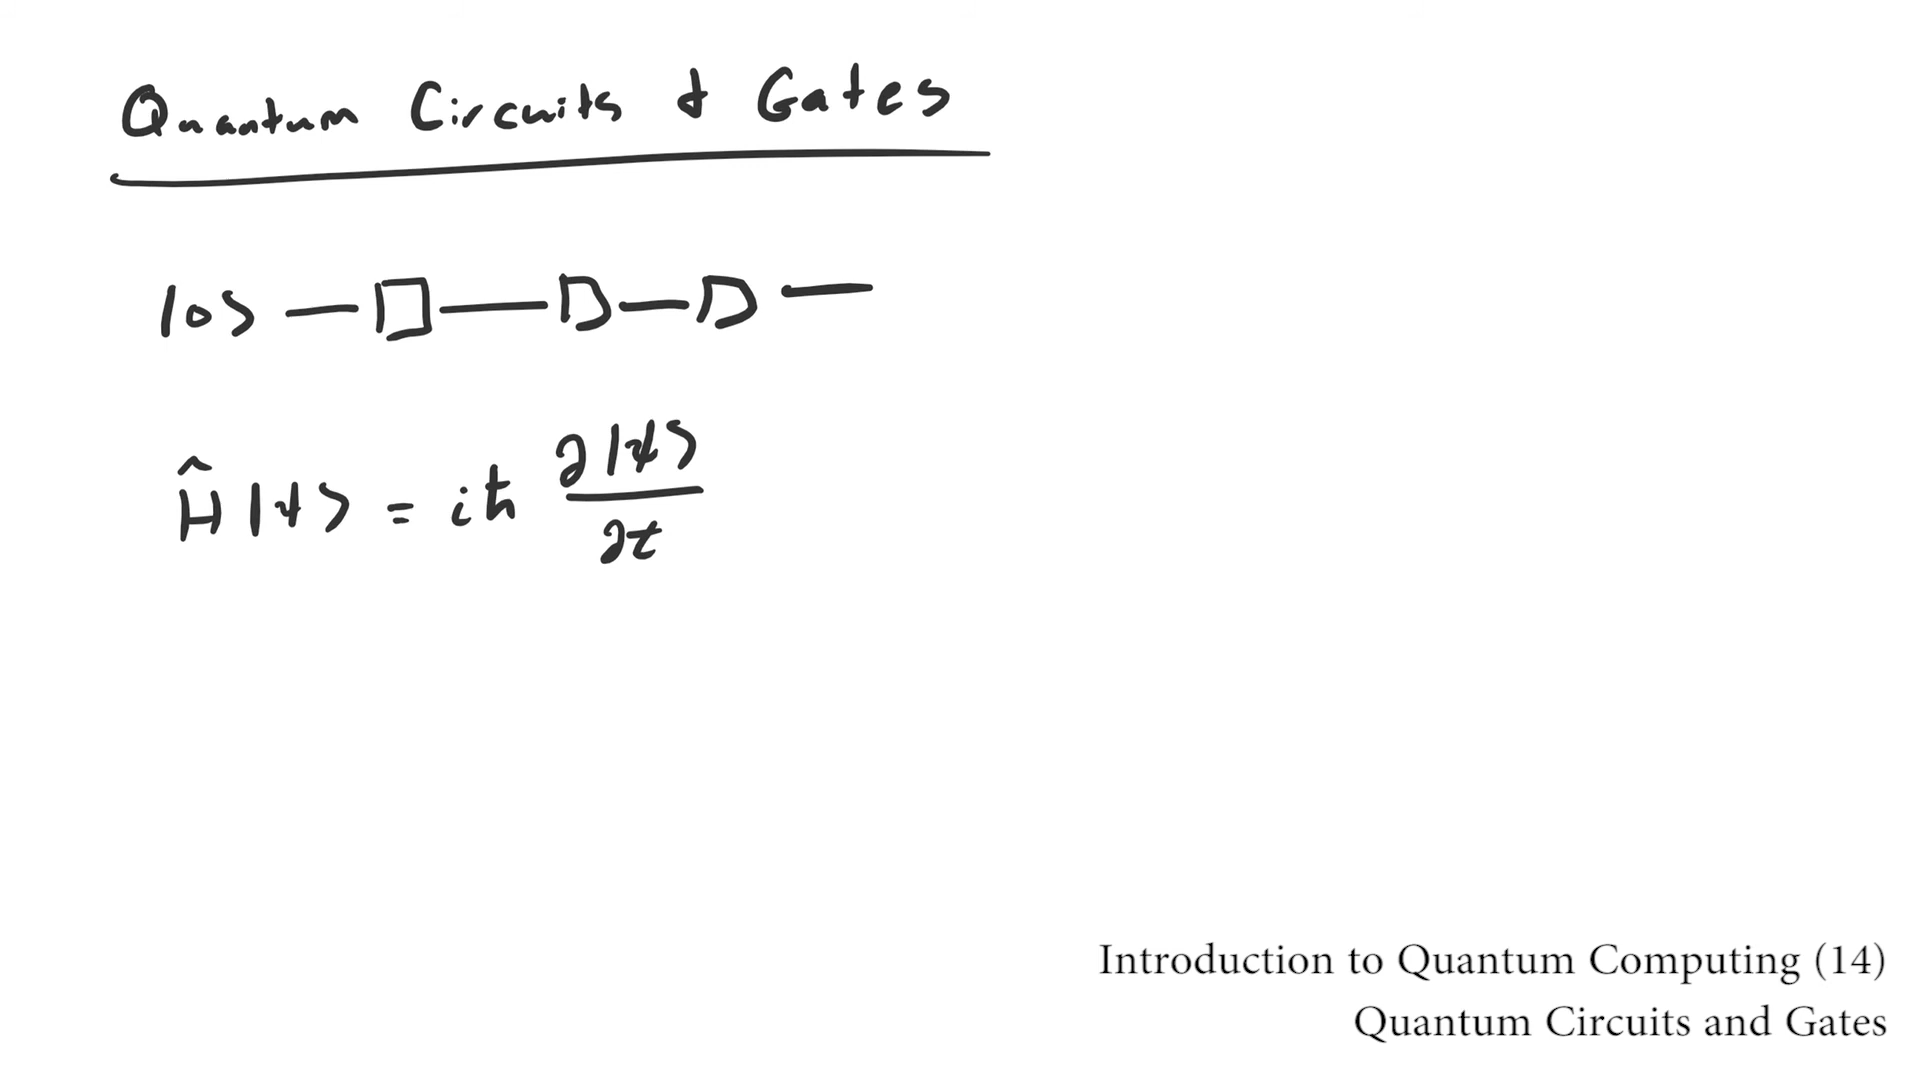 Quantum Circuits & Gates
|0> — □ — □ — □ —
Ĥ|ψ> = iħ ∂|ψ>/∂t
Introduction to Quantum Computing (14)
Quantum Circuits and Gates